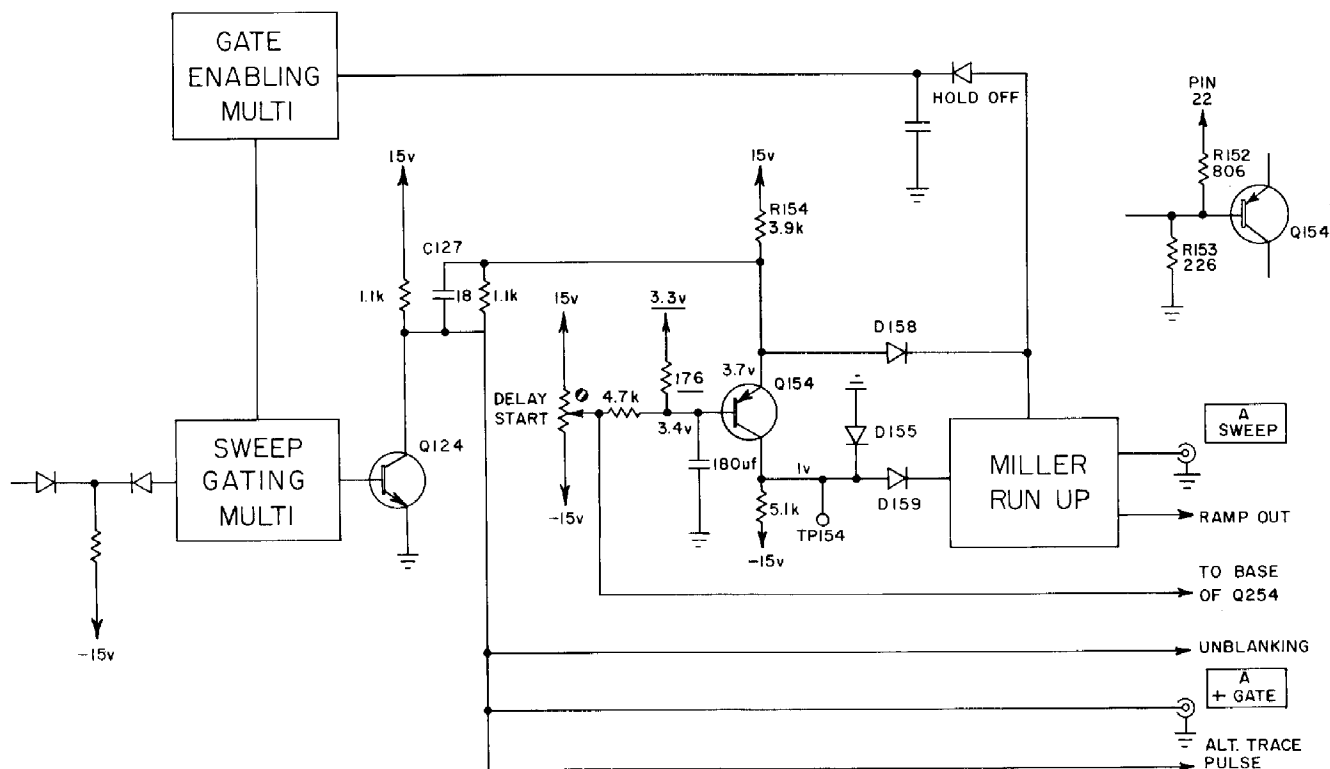 GATE
ENABLING
MULTI
HOLD OFF
PIN
22
R152
806
Q154
R153
226
15v
15v
R154
3.9k
C127
1.1k
18
1.1k
15v
3.3v
176
D158
3.7v
Q154
DELAY
START
4.7k
3.4v
180uf
D155
1v
D159
5.1k
TP154
-15v
-15v
SWEEP
GATING
MULTI
Q124
-15v
MILLER
RUN UP
A
SWEEP
RAMP OUT
TO BASE
OF Q254
UNBLANKING
A
+ GATE
ALT. TRACE
PULSE